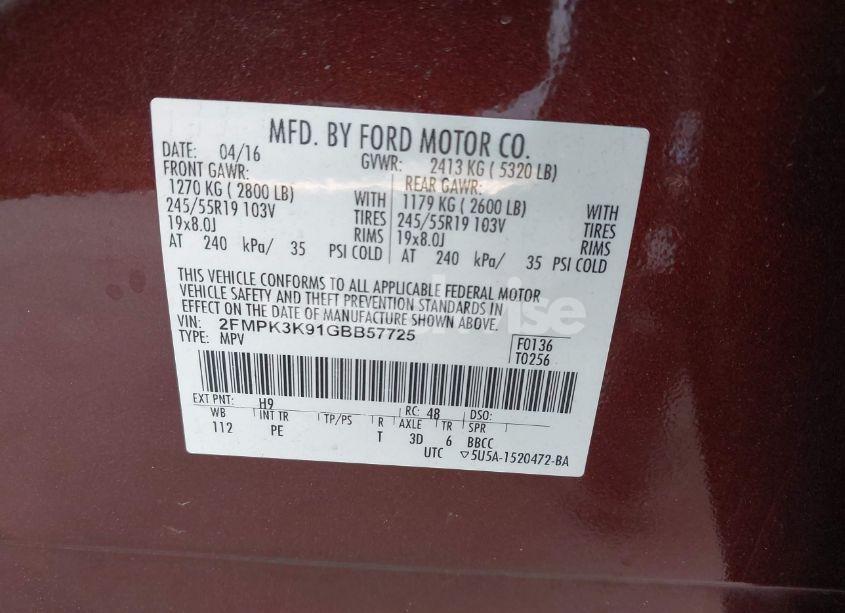 MFD. BY FORD MOTOR CO.
DATE: 04/16 GVWR: 2413 KG ( 5320 LB)
FRONT GAWR: REAR GAWR:
1270 KG ( 2800 LB) WITH 1179 KG ( 2600 LB) WITH
245/55R19 103V TIRES 245/55R19 103V TIRES
19x8.0J RIMS 19x8.0J RIMS
AT 240 kPa/ 35 PSI COLD AT 240 kPa/ 35 PSI COLD
THIS VEHICLE CONFORMS TO ALL APPLICABLE FEDERAL MOTOR
VEHICLE SAFETY AND THEFT PREVENTION STANDARDS IN
EFFECT ON THE DATE OF MANUFACTURE SHOWN ABOVE.
VIN: 2FMPK3K91GBB57725 F0136
TYPE: MPV T0256
EXT PNT: H9 RC: 48 DSO:
WB INT TR TP/PS R AXLE TR SPR
112 PE T 3D 6 BBCC
UTC ▽5U5A-1520472-BA